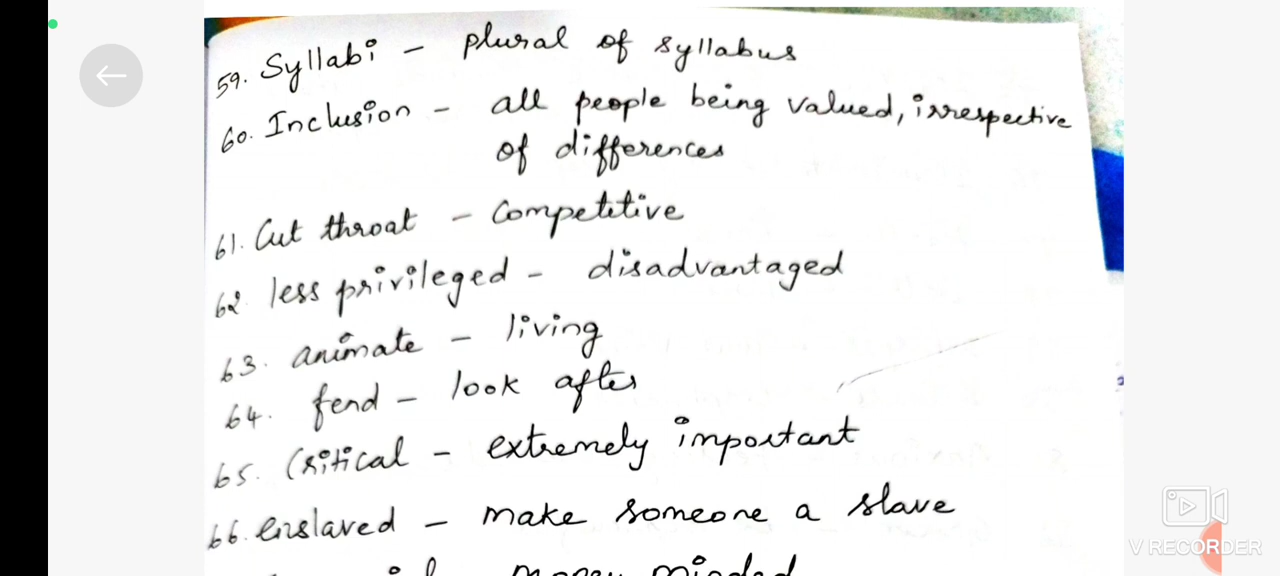 59. Syllabi - plural of syllabus
60. Inclusion - all people being valued, irrespective
of differences
61. Cut throat - Competitive
62. less privileged - disadvantaged
63. animate - living
64. fend - look after
65. Critical - extremely important
66. enslaved - make someone a slave
money minded
V RECORDER